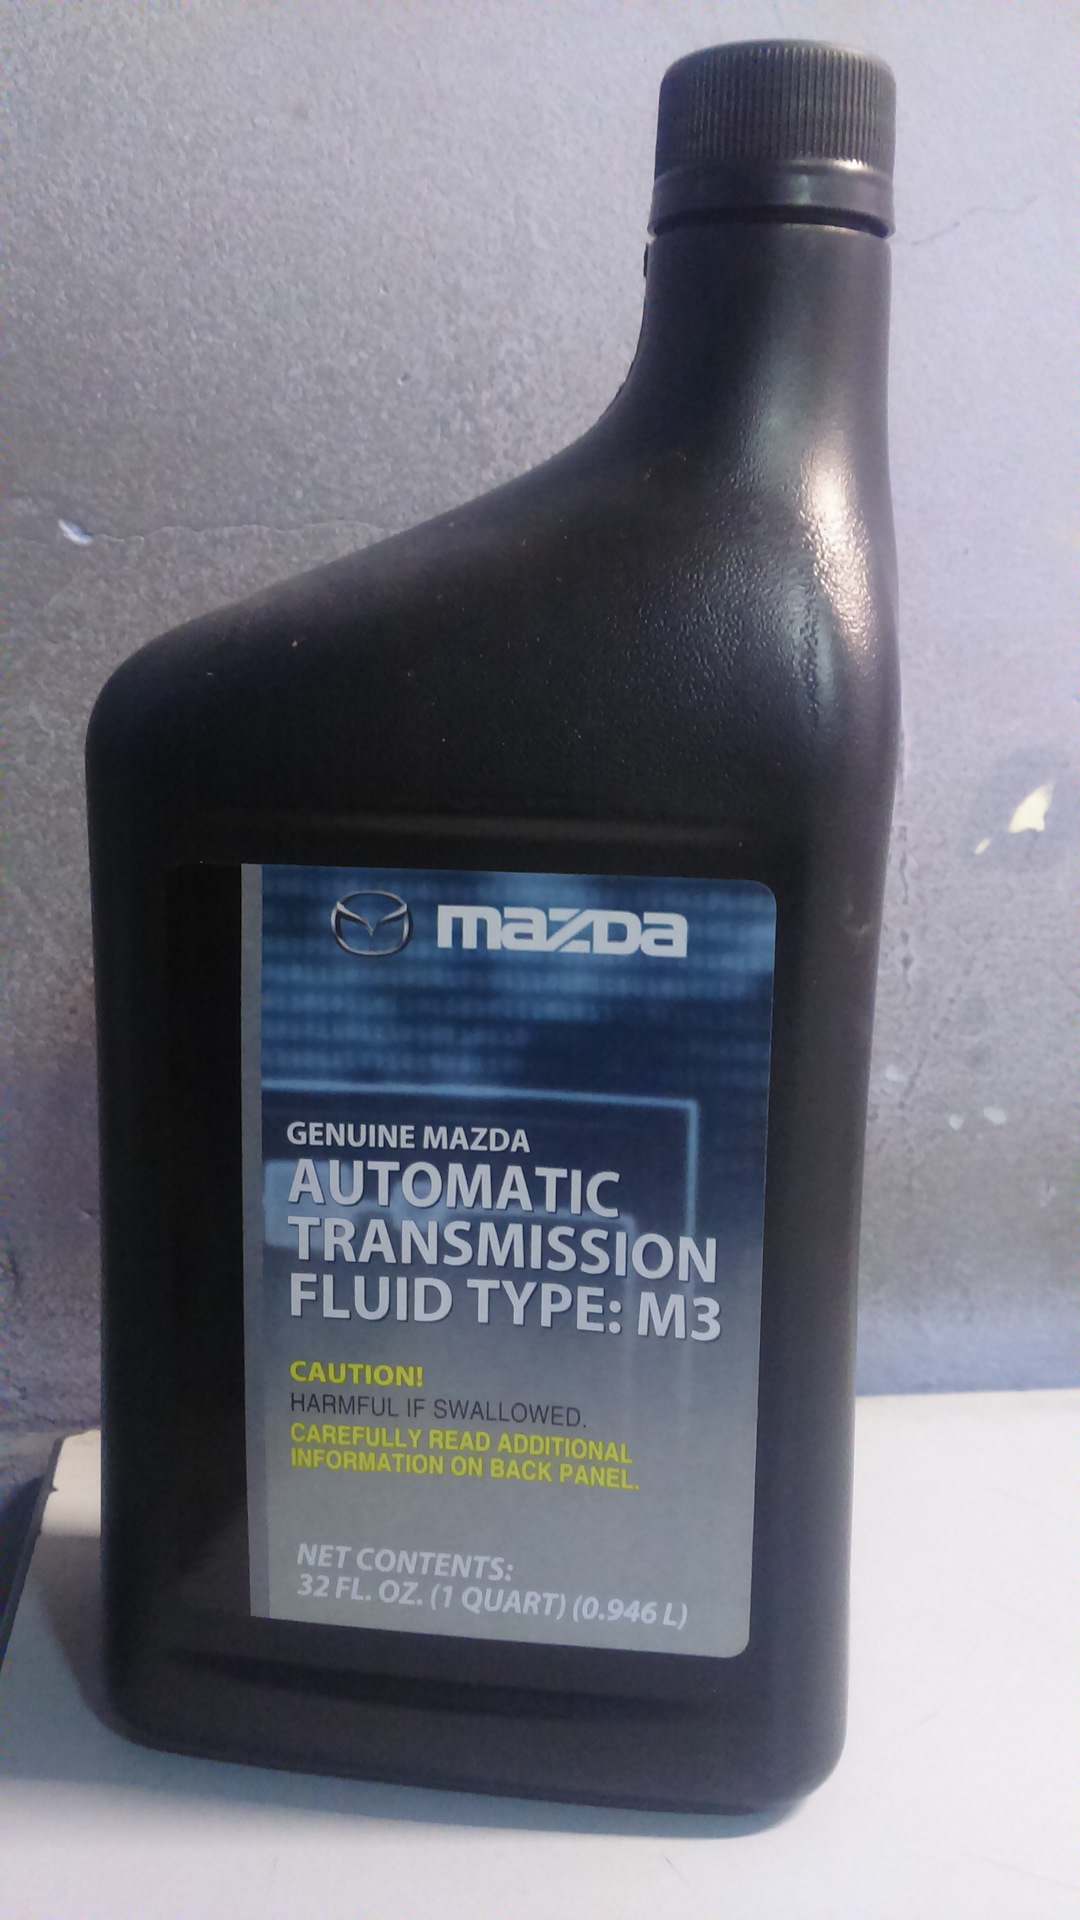 mazda
GENUINE MAZDA
AUTOMATIC
TRANSMISSION
FLUID TYPE: M3
CAUTION!
HARMFUL IF SWALLOWED.
CAREFULLY READ ADDITIONAL
INFORMATION ON BACK PANEL.
NET CONTENTS:
32 FL. OZ. (1 QUART) (0.946 L)